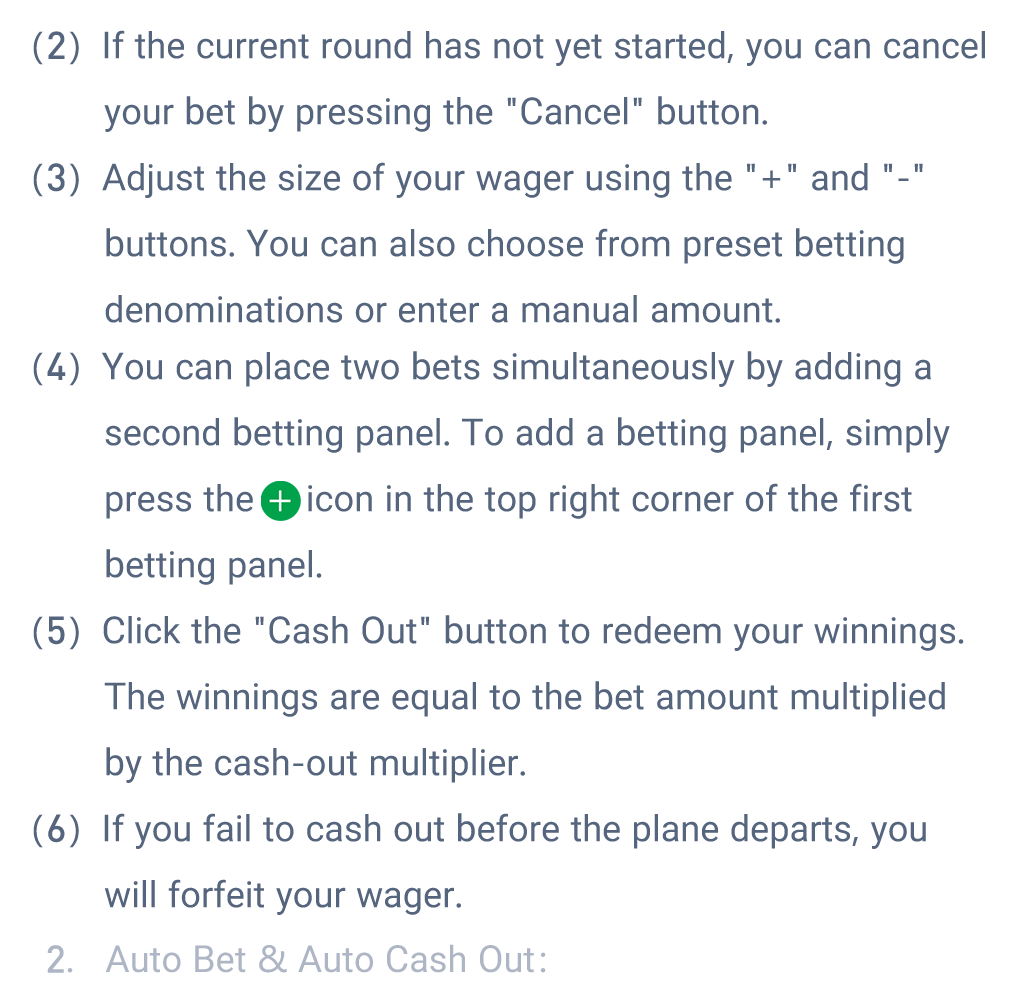 (2) If the current round has not yet started, you can cancel
your bet by pressing the "Cancel" button.
(3) Adjust the size of your wager using the "+" and "-"
buttons. You can also choose from preset betting
denominations or enter a manual amount.
(4) You can place two bets simultaneously by adding a
second betting panel. To add a betting panel, simply
press the + icon in the top right corner of the first
betting panel.
(5) Click the "Cash Out" button to redeem your winnings.
The winnings are equal to the bet amount multiplied
by the cash-out multiplier.
(6) If you fail to cash out before the plane departs, you
will forfeit your wager.
2. Auto Bet & Auto Cash Out: